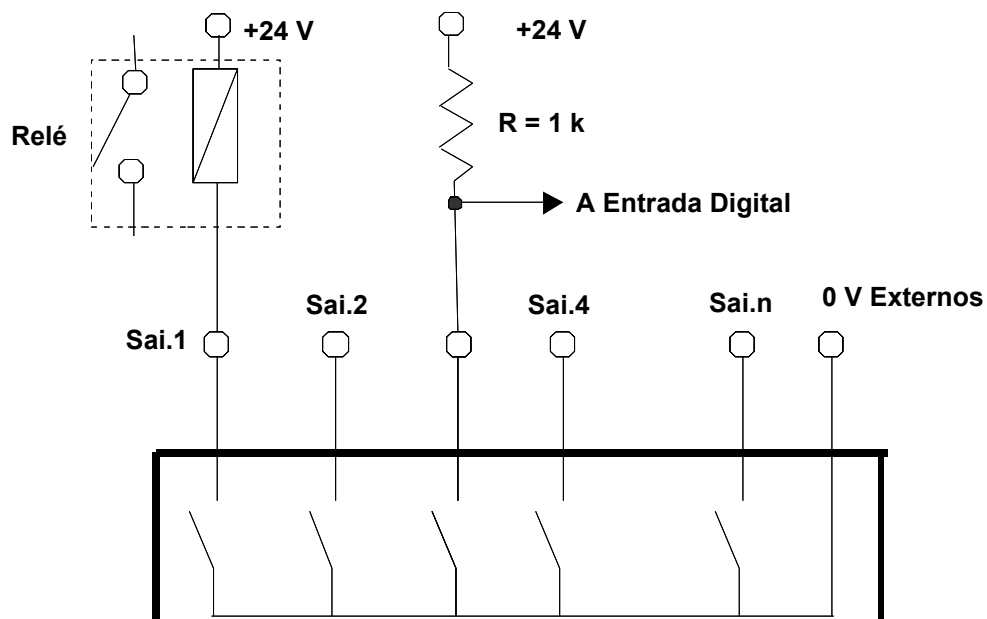 +24 V
+24 V
Relé
R = 1 k
A Entrada Digital
Sai.1
Sai.2
Sai.4
Sai.n
0 V Externos